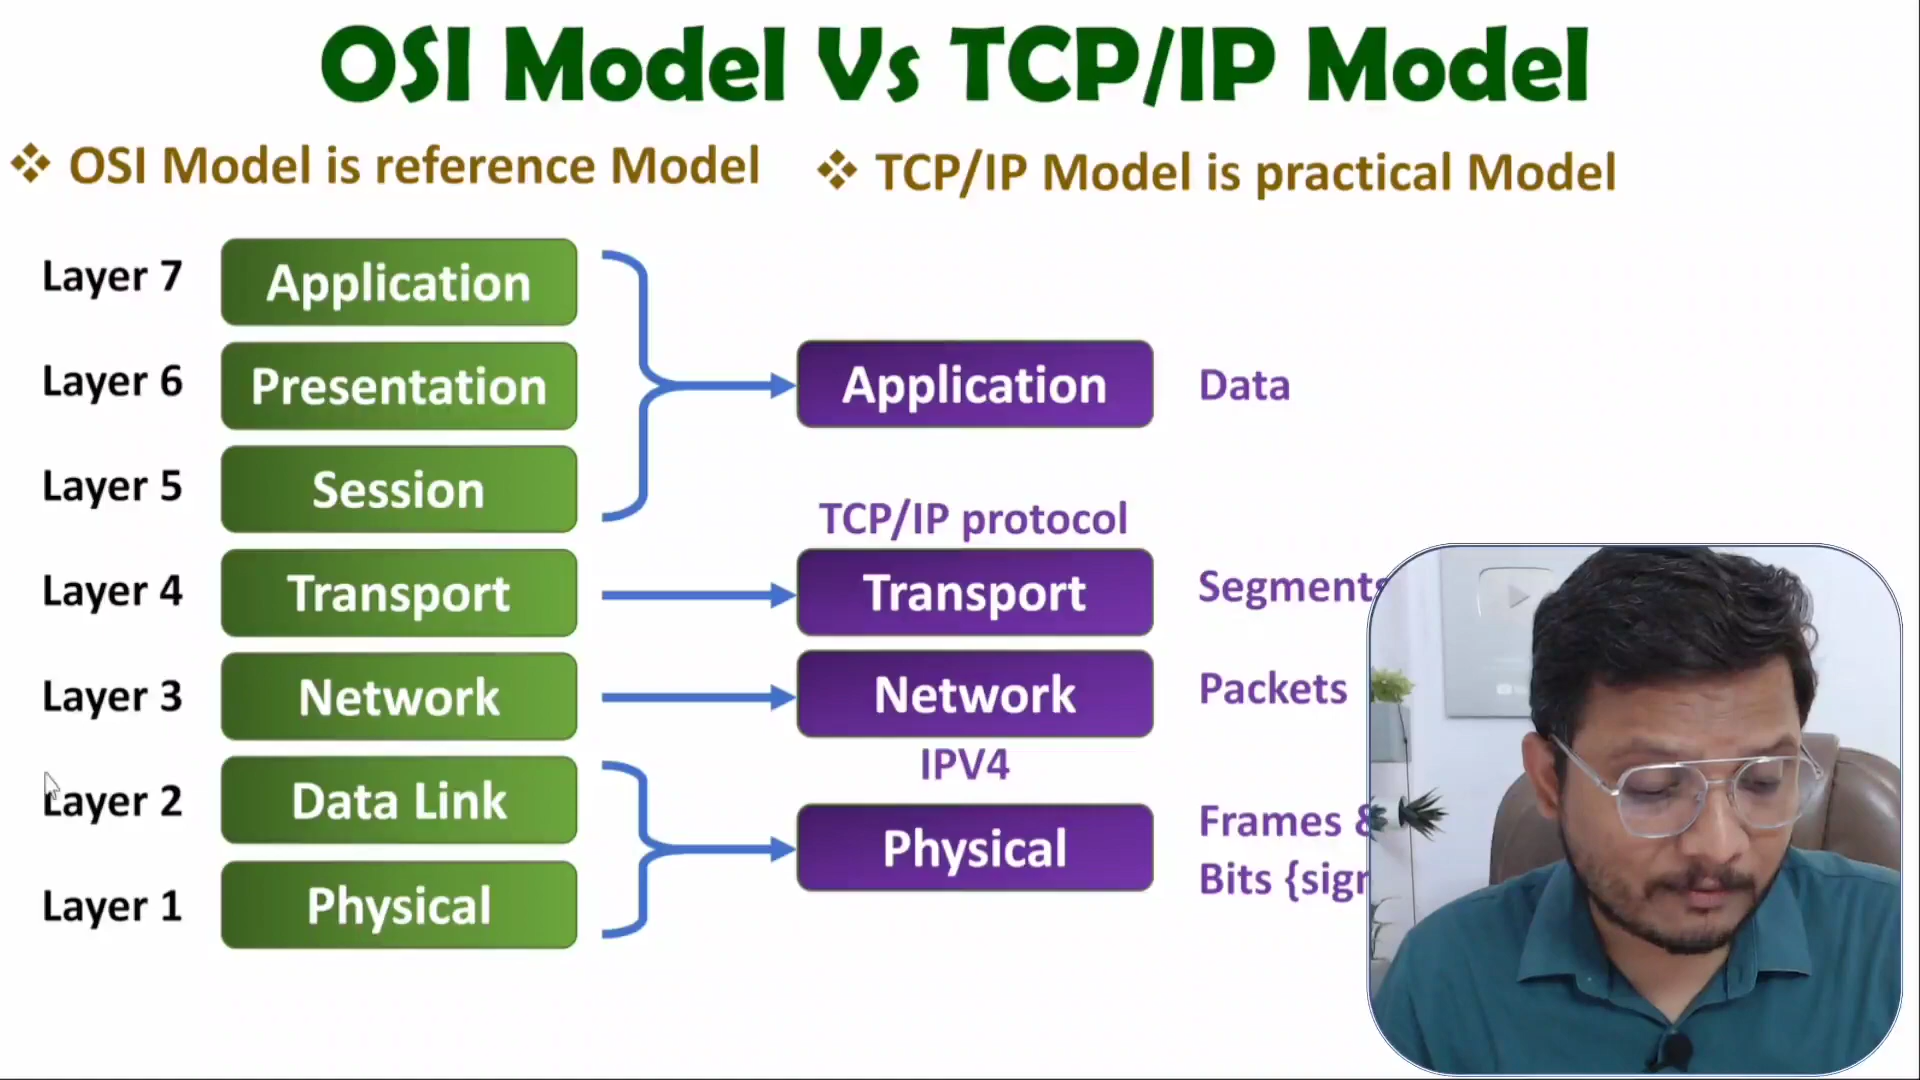 OSI Model Vs TCP/IP Model
❖ OSI Model is reference Model
❖ TCP/IP Model is practical Model
Layer 7 Application
Layer 6 Presentation
Layer 5 Session
Layer 4 Transport
Layer 3 Network
Layer 2 Data Link
Layer 1 Physical
Application Data
TCP/IP protocol
Transport Segments
Network Packets
IPV4
Physical
Frames &
Bits